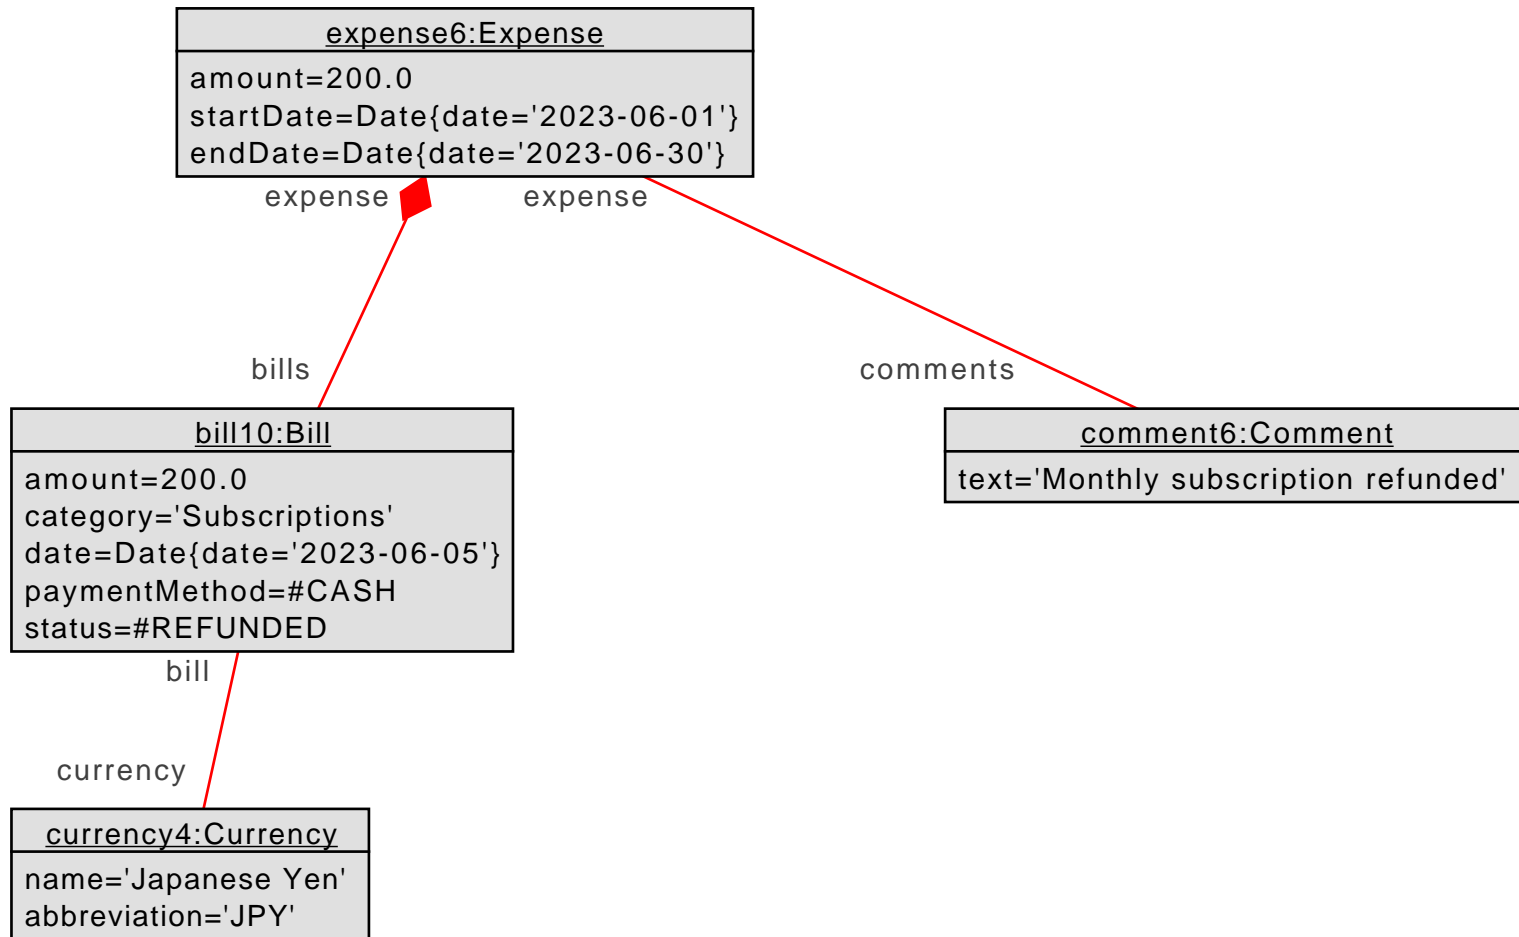 expense6:Expense
amount=200.0
startDate=Date{date='2023-06-01'}
endDate=Date{date='2023-06-30'}
expense
expense
bills
comments
bill10:Bill
amount=200.0
category='Subscriptions'
date=Date{date='2023-06-05'}
paymentMethod=#CASH
status=#REFUNDED
comment6:Comment
text='Monthly subscription refunded'
bill
currency
currency4:Currency
name='Japanese Yen'
abbreviation='JPY'